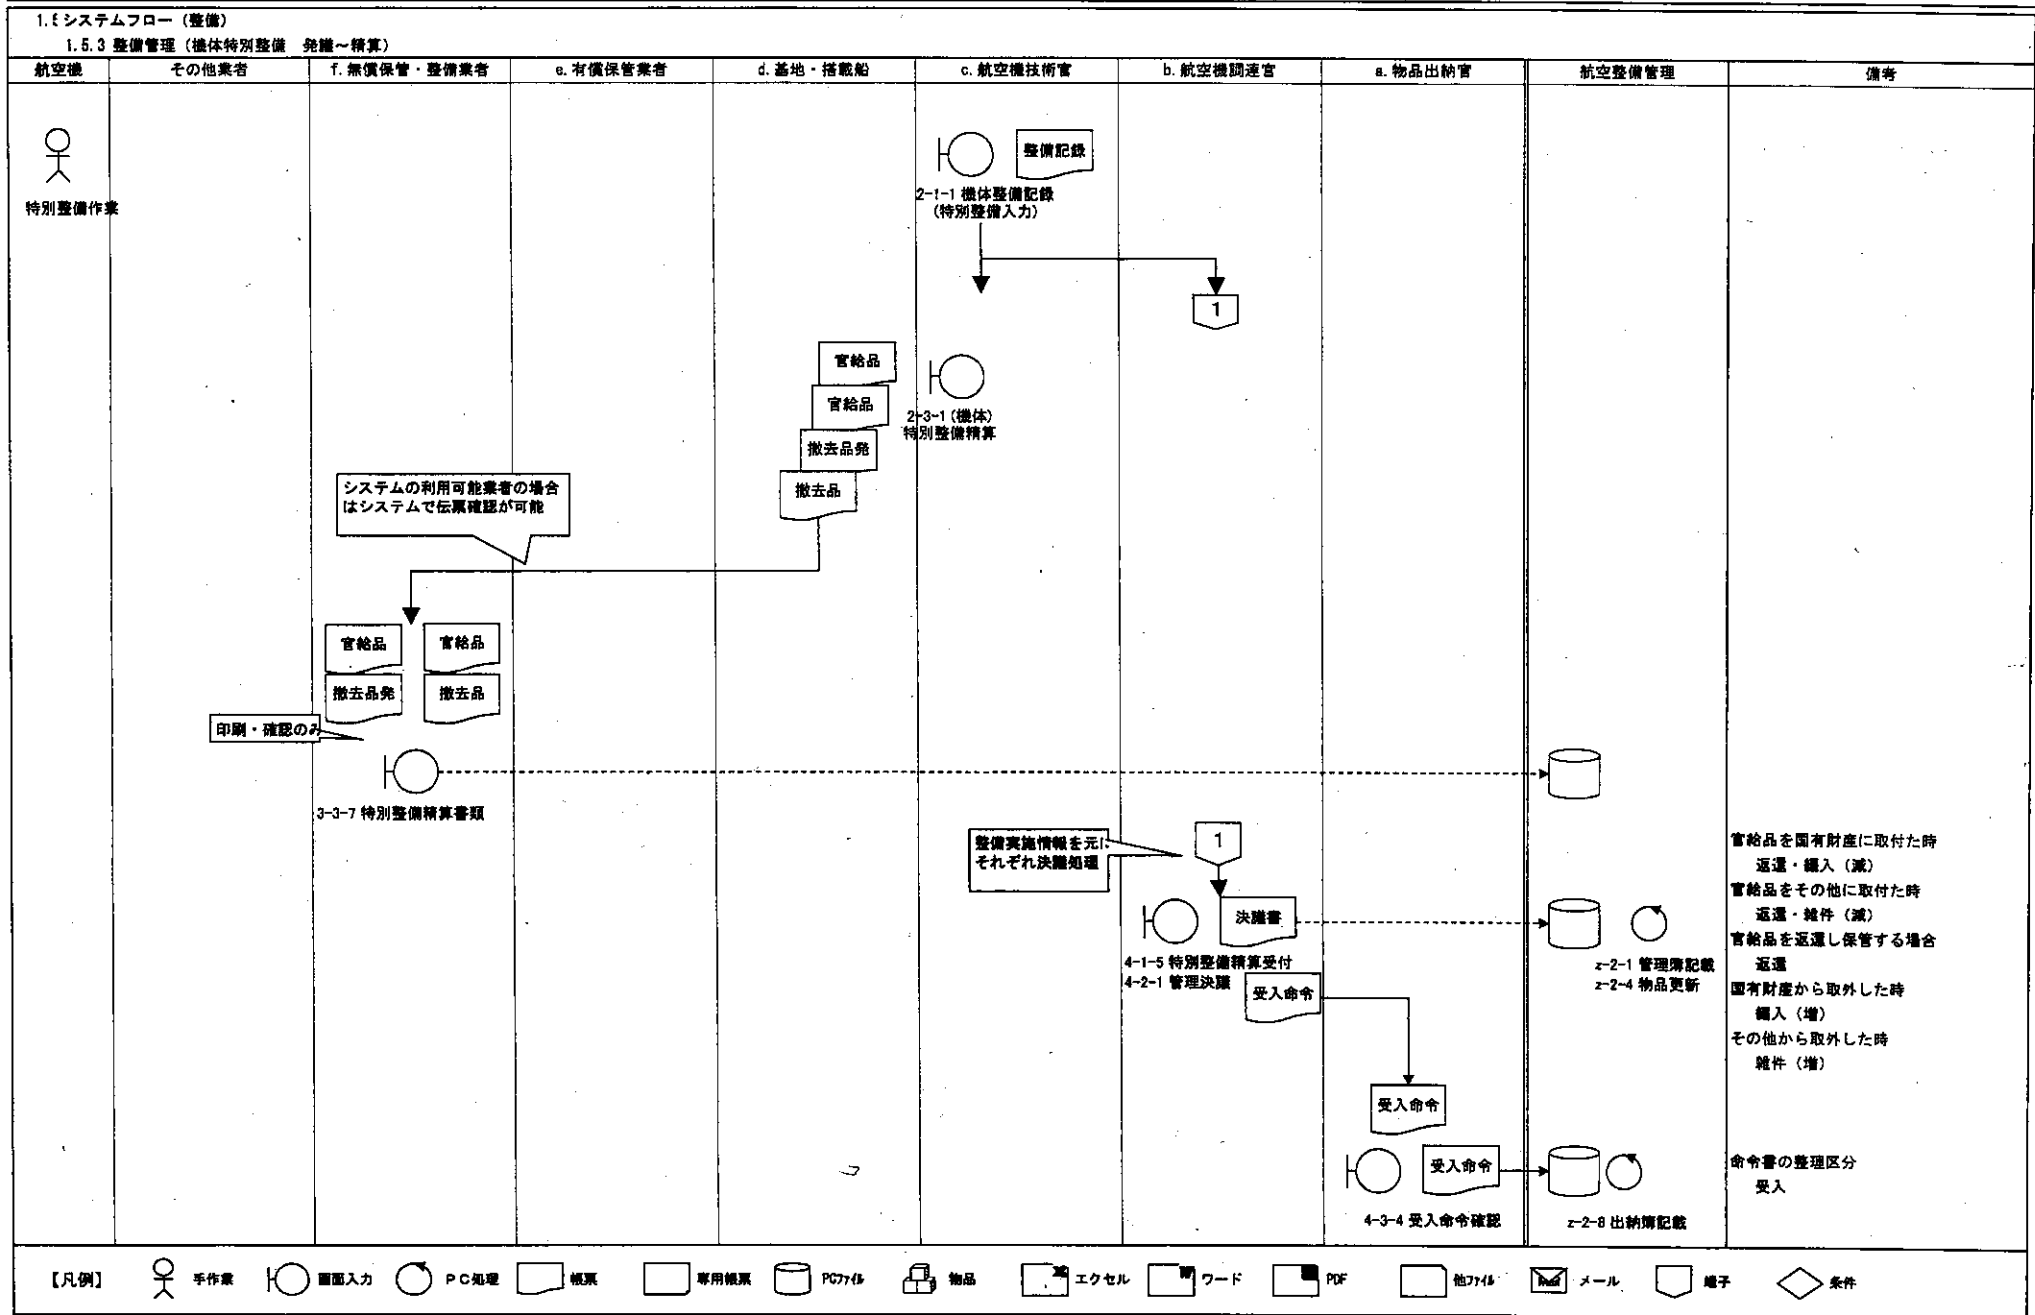 1.5 システムフロー（整備）
1.5.3 整備管理（機体特別整備　発議～精算）
航空機
その他業者
f. 無償保管・整備業者
e. 有償保管業者
d. 基地・搭載船
c. 航空機技術官
b. 航空機調達官
a. 物品出納官
航空整備管理
備考
特別整備作業
整備記録
2-1-1 機体整備記録
（特別整備入力）
1
官給品
官給品
撤去品発
撤去品
2-3-1（機体）
特別整備精算
システムの利用可能業者の場合
はシステムで伝票確認が可能
官給品
官給品
撤去品発
撤去品
印刷・確認のみ
3-3-7 特別整備精算書類
整備実施情報を元に
それぞれ決議処理
1
決議書
4-1-5 特別整備精算受付
4-2-1 管理決議
受入命令
z-2-1 管理簿記載
z-2-4 物品更新
官給品を国有財産に取付た時
返還・編入（減）
官給品をその他に取付た時
返還・雑件（減）
官給品を返還し保管する場合
返還
国有財産から取外した時
編入（増）
その他から取外した時
雑件（増）
受入命令
受入命令
4-3-4 受入命令確認
z-2-8 出納簿記載
命令書の整理区分
受入
【凡例】
手作業
画面入力
ＰＣ処理
帳票
専用帳票
PCﾌｧｲﾙ
物品
エクセル
ワード
PDF
他ﾌｧｲﾙ
メール
端子
条件